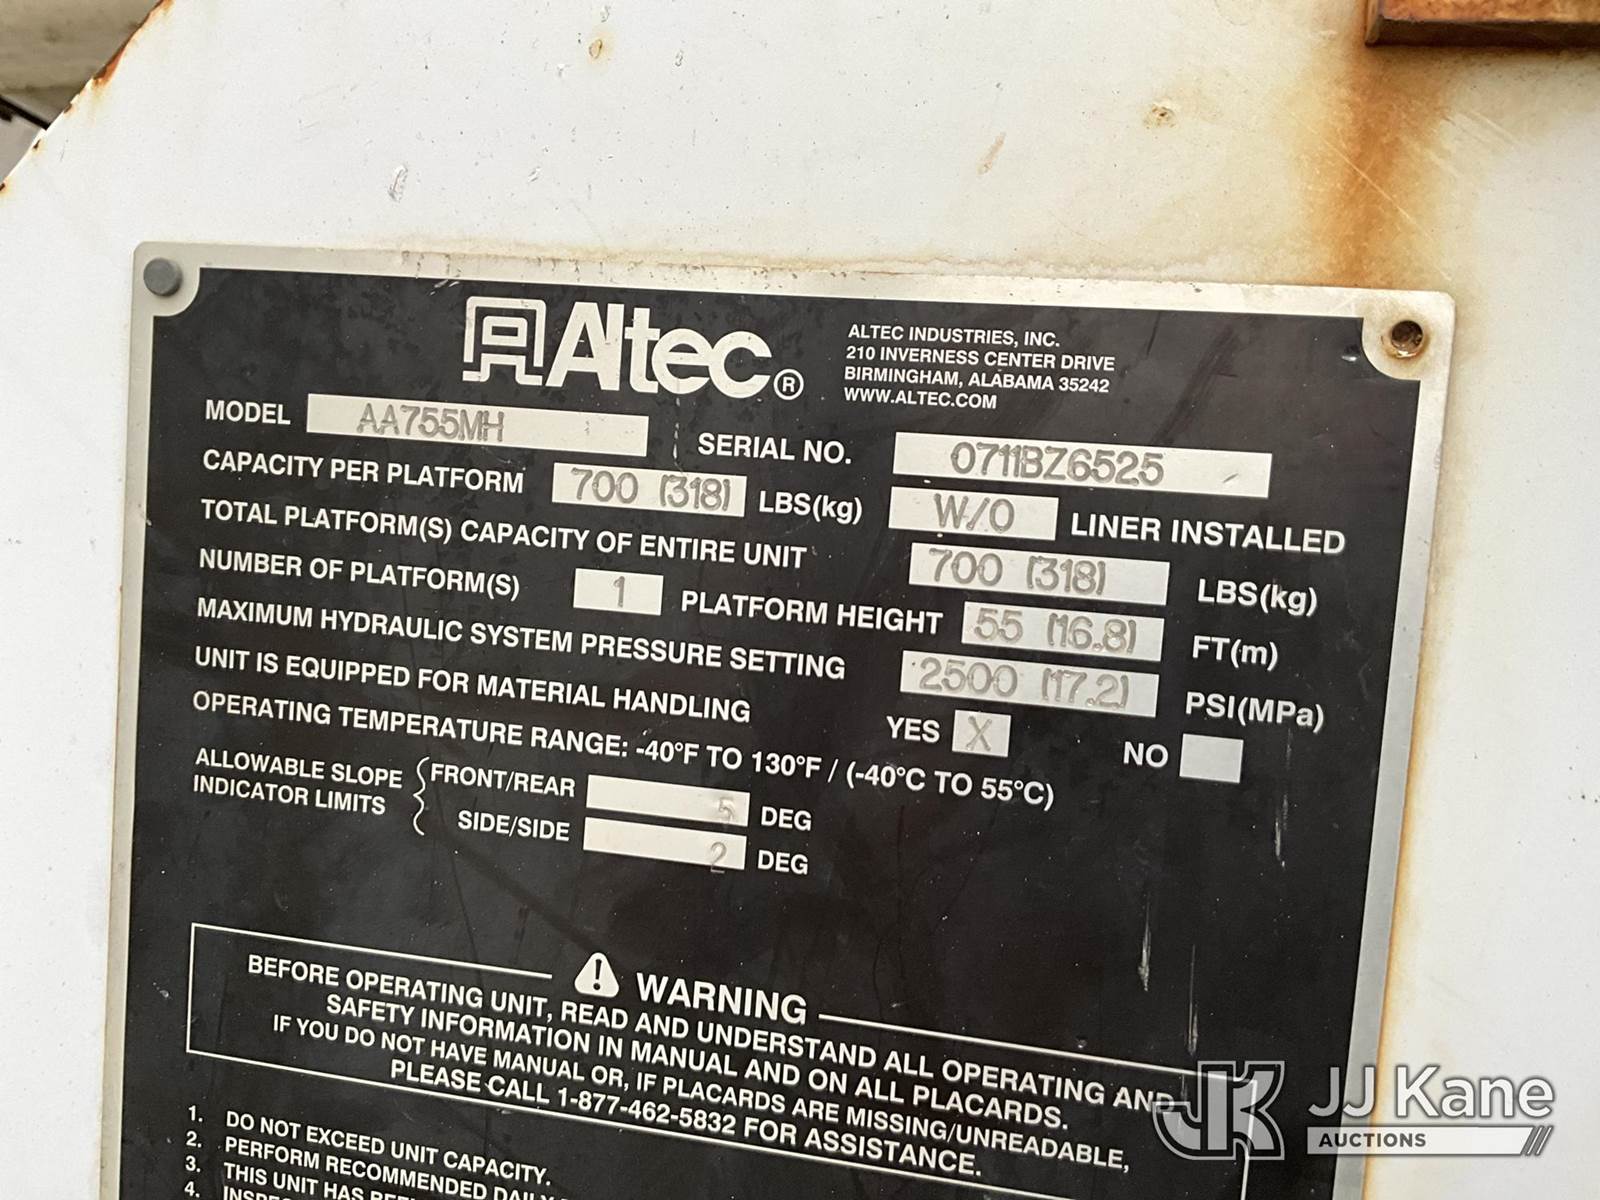 Altec®
ALTEC INDUSTRIES, INC.
210 INVERNESS CENTER DRIVE
BIRMINGHAM, ALABAMA 35242
WWW.ALTEC.COM
MODEL AA755MH SERIAL NO. 0711BZ6525
CAPACITY PER PLATFORM 700 (318) LBS(kg) W/O LINER INSTALLED
TOTAL PLATFORM(S) CAPACITY OF ENTIRE UNIT 700 (318) LBS(kg)
NUMBER OF PLATFORM(S) 1 PLATFORM HEIGHT 55 (16.8) FT(m)
MAXIMUM HYDRAULIC SYSTEM PRESSURE SETTING 2500 (17.2) PSI(MPa)
UNIT IS EQUIPPED FOR MATERIAL HANDLING YES X NO
OPERATING TEMPERATURE RANGE: -40°F TO 130°F / (-40°C TO 55°C)
ALLOWABLE SLOPE INDICATOR LIMITS
FRONT/REAR 5 DEG
SIDE/SIDE 2 DEG
WARNING
BEFORE OPERATING UNIT, READ AND UNDERSTAND ALL OPERATING AND
SAFETY INFORMATION IN MANUAL AND ON ALL PLACARDS.
IF YOU DO NOT HAVE MANUAL OR, IF PLACARDS ARE MISSING/UNREADABLE,
PLEASE CALL 1-877-462-5832 FOR ASSISTANCE.
1. DO NOT EXCEED UNIT CAPACITY.
2. PERFORM RECOMMENDED DAILY
3. THIS UNIT HAS
4.
JK JJ Kane
AUCTIONS